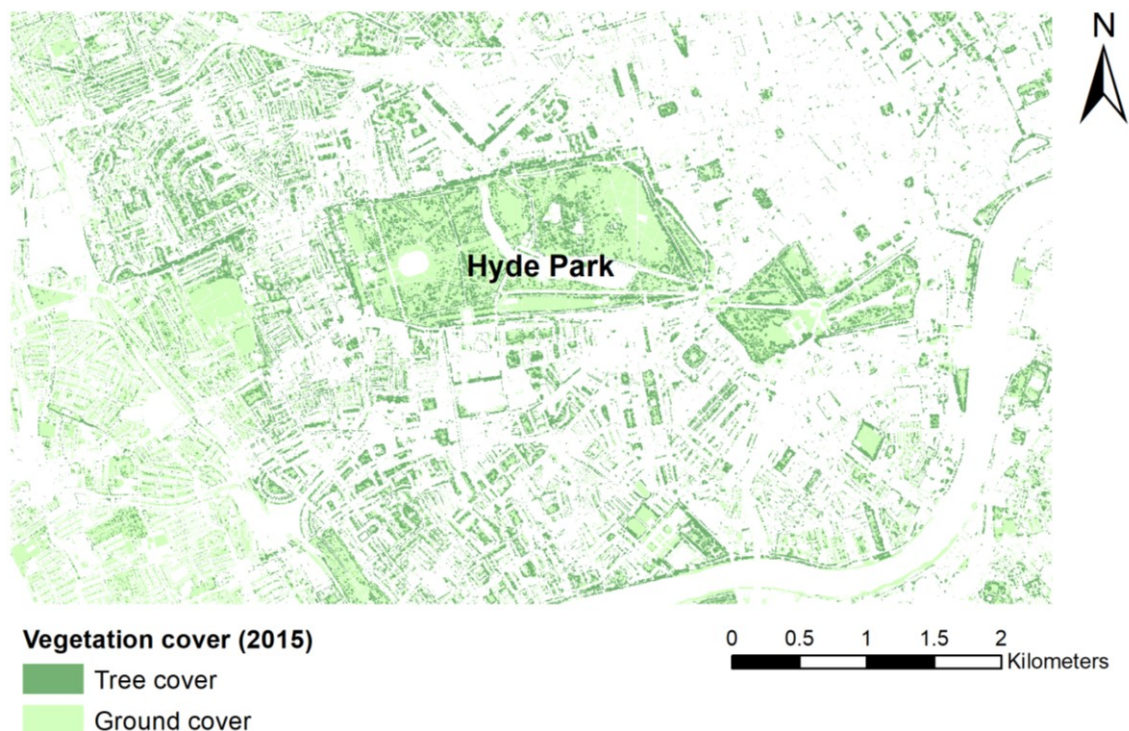 N
Hyde Park
Vegetation cover (2015)
Tree cover
Ground cover
0 0.5 1 1.5 2
Kilometers